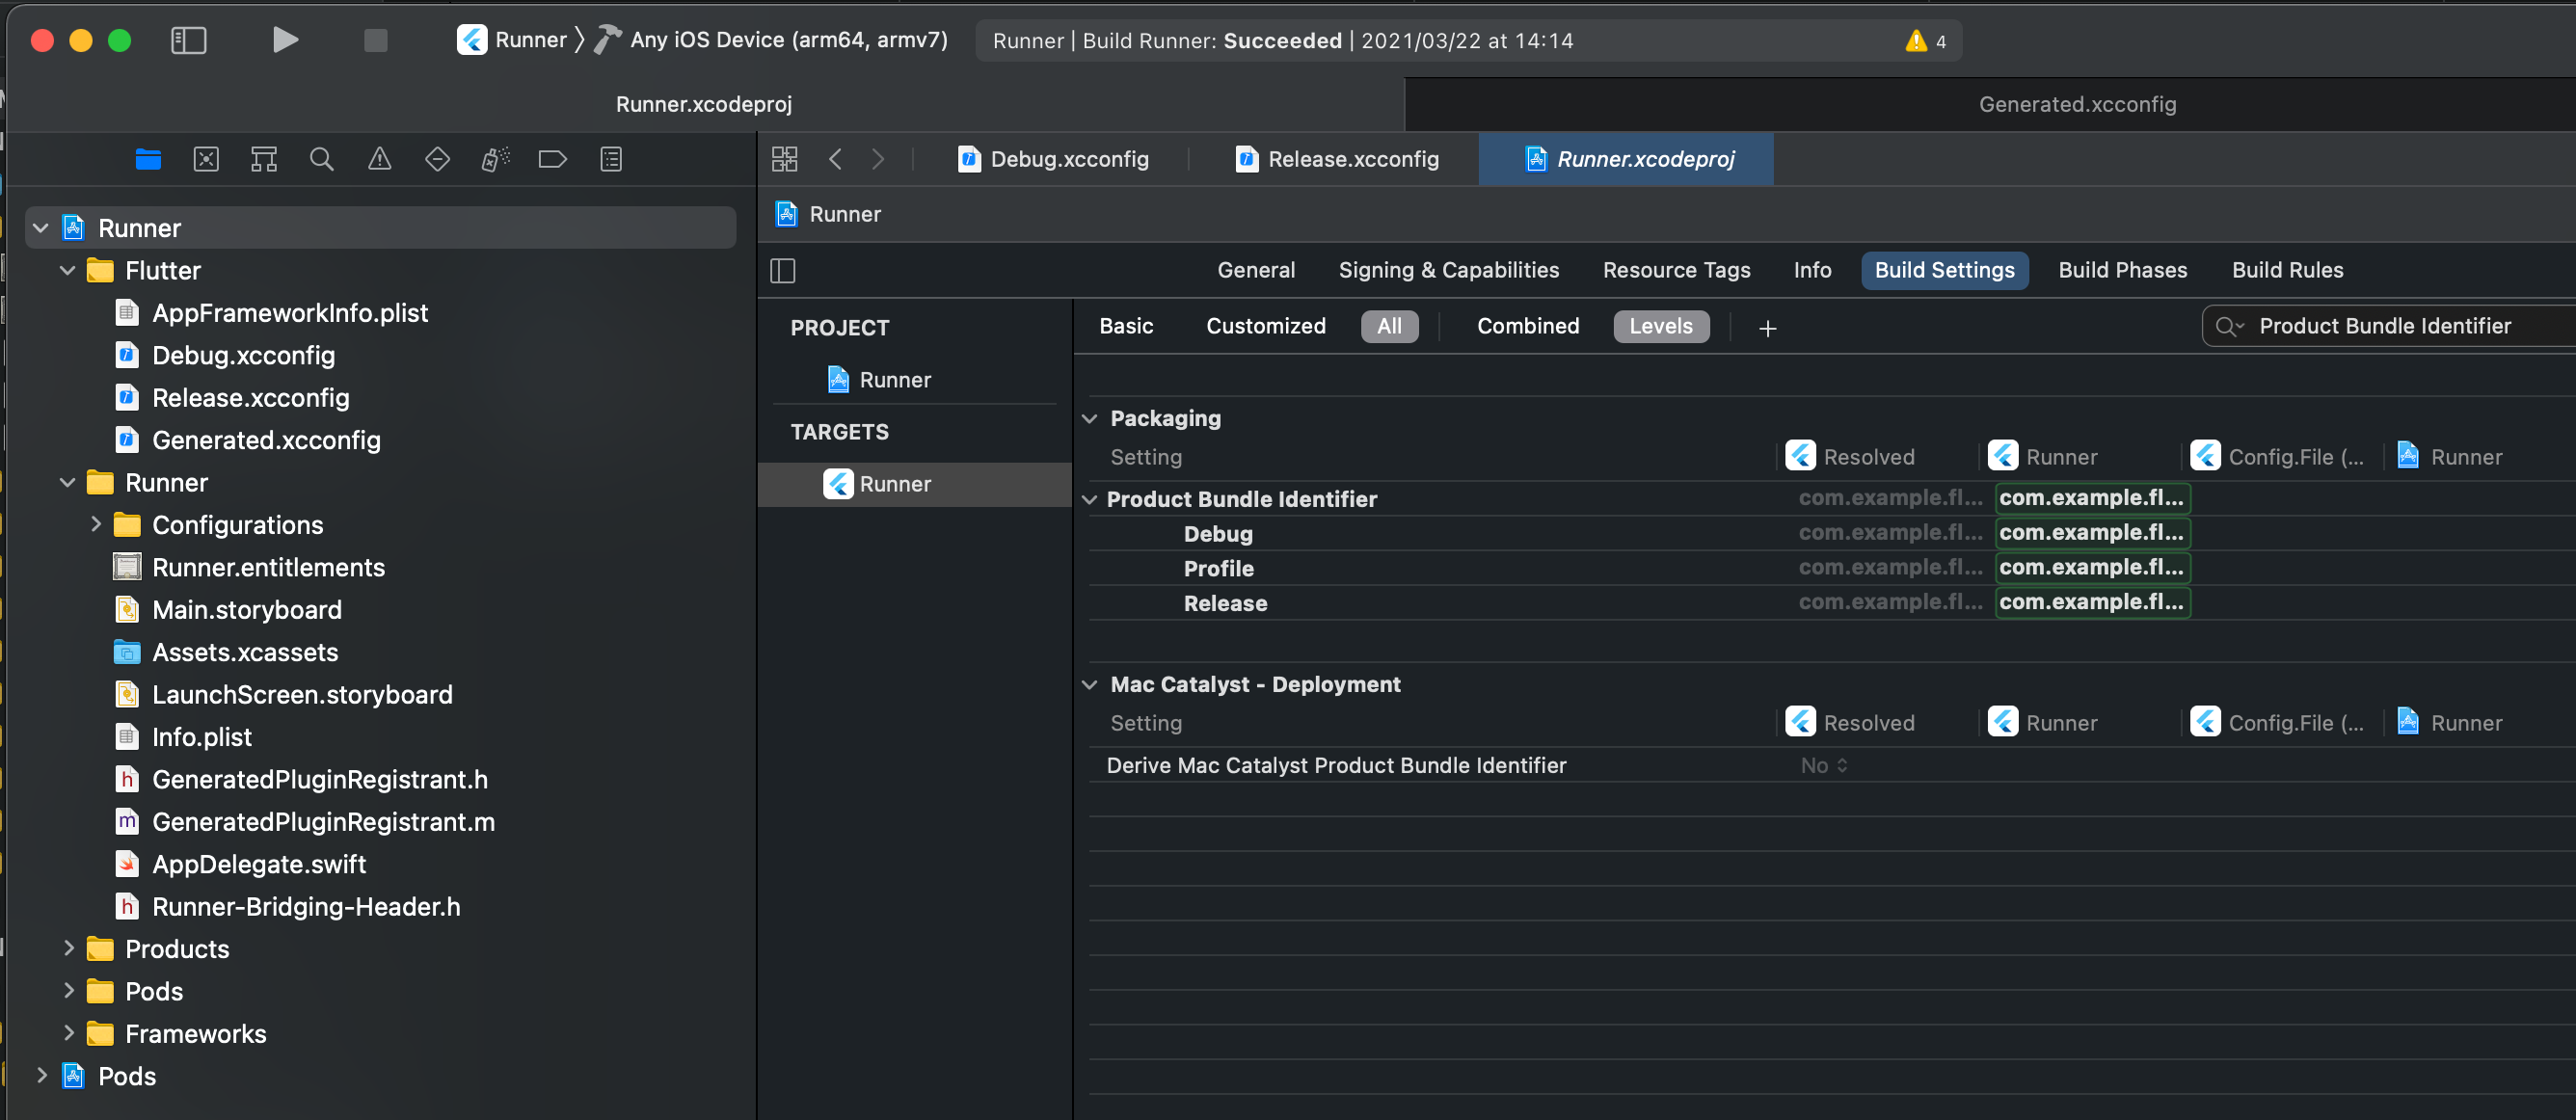 Runner 〉 Any iOS Device (arm64, armv7)
Runner | Build Runner: Succeeded | 2021/03/22 at 14:14
4
Runner.xcodeproj
Generated.xcconfig
Debug.xcconfig
Release.xcconfig
Runner.xcodeproj
Runner
Flutter
AppFrameworkInfo.plist
Debug.xcconfig
Release.xcconfig
Generated.xcconfig
Runner
Configurations
Runner.entitlements
Main.storyboard
Assets.xcassets
LaunchScreen.storyboard
Info.plist
GeneratedPluginRegistrant.h
GeneratedPluginRegistrant.m
AppDelegate.swift
Runner-Bridging-Header.h
Products
Pods
Frameworks
Pods
Runner
General Signing & Capabilities Resource Tags Info Build Settings Build Phases Build Rules
PROJECT
Runner
TARGETS
Runner
Basic Customized All Combined Levels +
Product Bundle Identifier
Packaging
Setting Resolved Runner Config.File (... Runner
Product Bundle Identifier com.example.fl... com.example.fl...
Debug com.example.fl... com.example.fl...
Profile com.example.fl... com.example.fl...
Release com.example.fl... com.example.fl...
Mac Catalyst - Deployment
Setting Resolved Runner Config.File (... Runner
Derive Mac Catalyst Product Bundle Identifier No